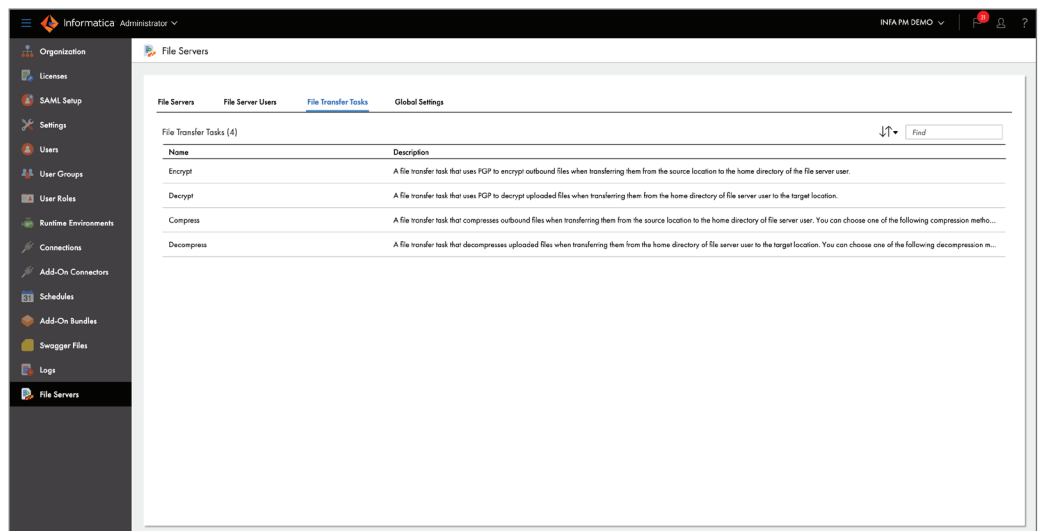 Informatica Administrator
INFA PM DEMO
?
Organization
Licenses
SAML Setup
Settings
Users
User Groups
User Roles
Runtime Environments
Connections
Add-On Connectors
31 Schedules
Add-On Bundles
Swagger Files
Logs
File Servers
File Servers
File Servers File Server Users File Transfer Tasks Global Settings
File Transfer Tasks (4)
Find
Name Description
Encrypt A file transfer task that uses PGP to encrypt outbound files when transferring them from the source location to the home directory of the file server user.
Decrypt A file transfer task that uses PGP to decrypt uploaded files when transferring them from the home directory of file server user to the target location.
Compress A file transfer task that compresses outbound files when transferring them from the source location to the home directory of file server user. You can choose one of the following compression metho...
Decompress A file transfer task that decompresses uploaded files when transferring them from the home directory of file server user to the target location. You can choose one of the following decompression m...